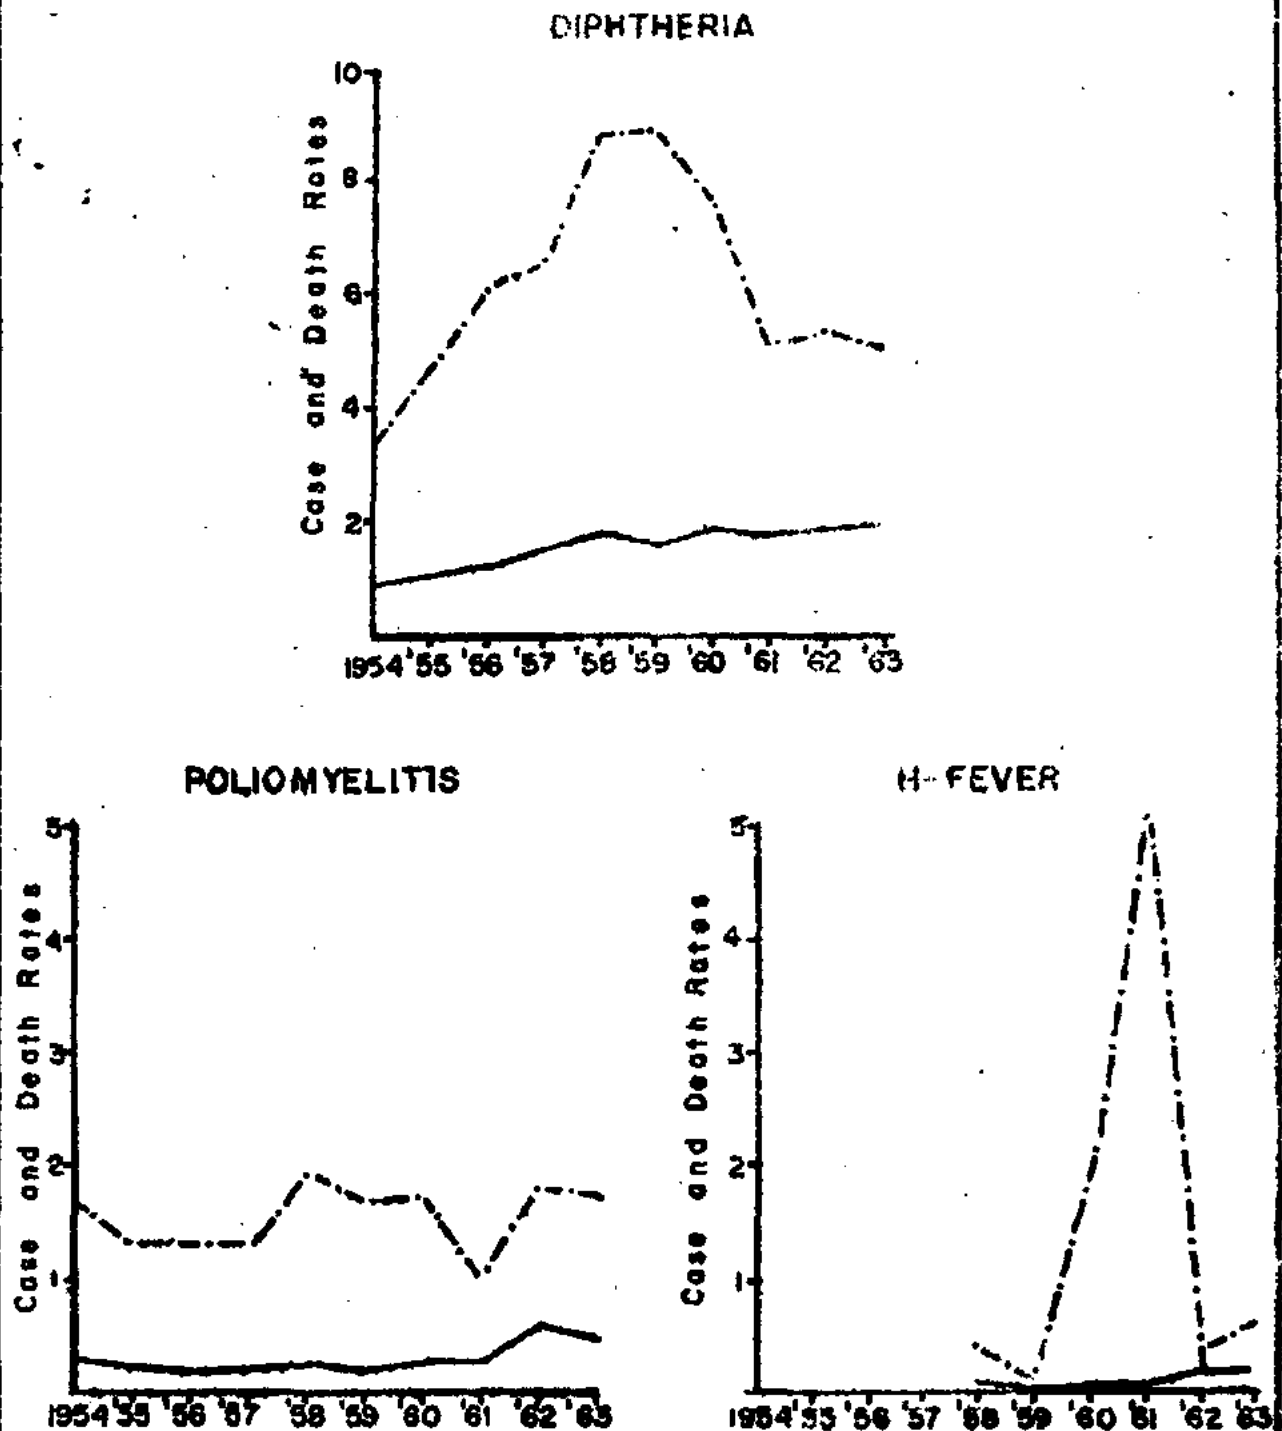 DIPHTHERIA
Case and Death Rates
10
8
6
4
2
1954 '55 '56 '57 '58 '59 '60 '61 '62 '63
POLIOMYELITIS
Case and Death Rates
5
4
3
2
1
1954 '55 '56 '57 '58 '59 '60 '61 '62 '63
H-FEVER
Case and Death Rates
5
4
3
2
1
1954 '55 '56 '57 '58 '59 '60 '61 '62 '63